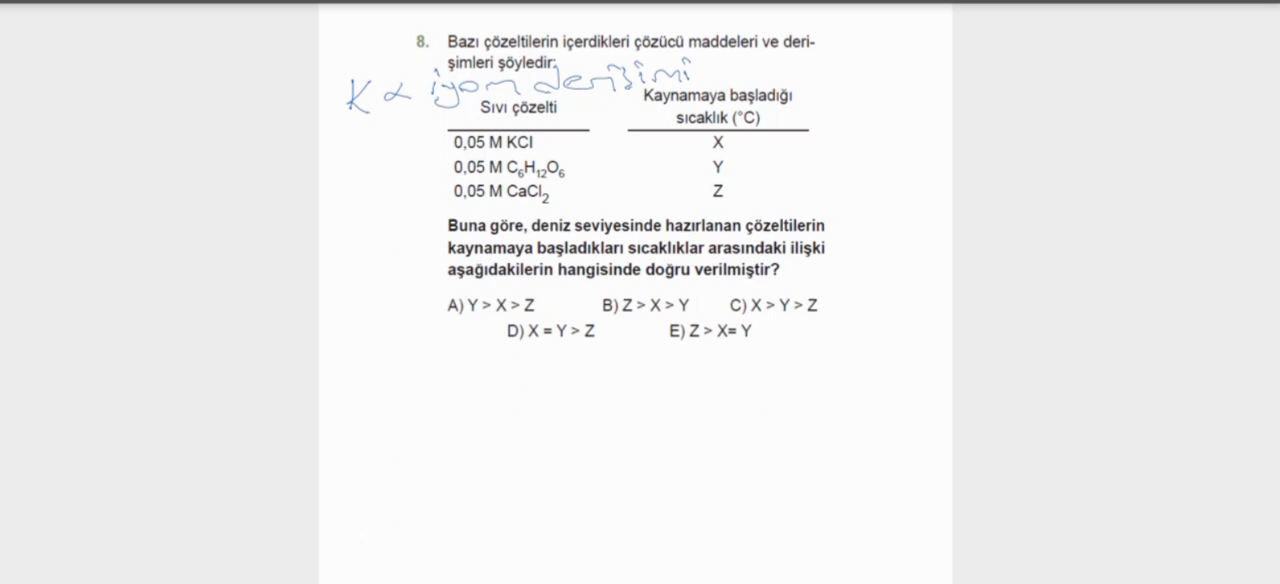 8. Bazı çözeltilerin içerdikleri çözücü maddeleri ve deri-
şimleri şöyledir:
K α iyon derişimi
Sıvı çözelti Kaynamaya başladığı
sıcaklık (°C)
0,05 M KCl X
0,05 M C₆H₁₂O₆ Y
0,05 M CaCl₂ Z
Buna göre, deniz seviyesinde hazırlanan çözeltilerin
kaynamaya başladıkları sıcaklıklar arasındaki ilişki
aşağıdakilerin hangisinde doğru verilmiştir?
A) Y > X > Z B) Z > X > Y C) X > Y > Z
D) X = Y > Z E) Z > X= Y